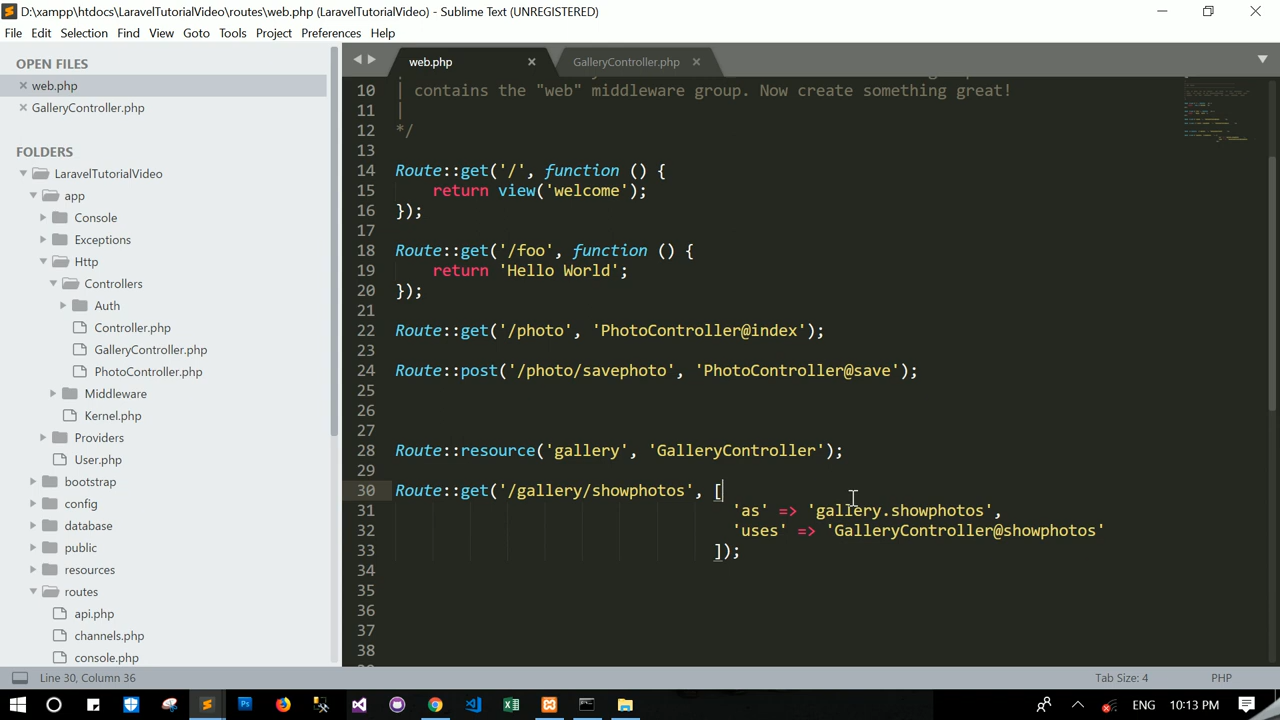 D:\xampp\htdocs\LaravelTutorialVideo\routes\web.php (LaravelTutorialVideo) - Sublime Text (UNREGISTERED)
File Edit Selection Find View Goto Tools Project Preferences Help
OPEN FILES
web.php
GalleryController.php
FOLDERS
LaravelTutorialVideo
app
Console
Exceptions
Http
Controllers
Auth
Controller.php
GalleryController.php
PhotoController.php
Middleware
Kernel.php
Providers
User.php
bootstrap
config
database
public
resources
routes
api.php
channels.php
console.php
web.php GalleryController.php
10 | contains the "web" middleware group. Now create something great!
11 |
12 */
13
14 Route::get('/', function () {
15 return view('welcome');
16 });
17
18 Route::get('/foo', function () {
19 return 'Hello World';
20 });
21
22 Route::get('/photo', 'PhotoController@index');
23
24 Route::post('/photo/savephoto', 'PhotoController@save');
25
26
27
28 Route::resource('gallery', 'GalleryController');
29
30 Route::get('/gallery/showphotos', [
31 'as' => 'gallery.showphotos',
32 'uses' => 'GalleryController@showphotos'
33 ]);
34
35
36
37
38
Line 30, Column 36 Tab Size: 4 PHP
ENG 10:13 PM